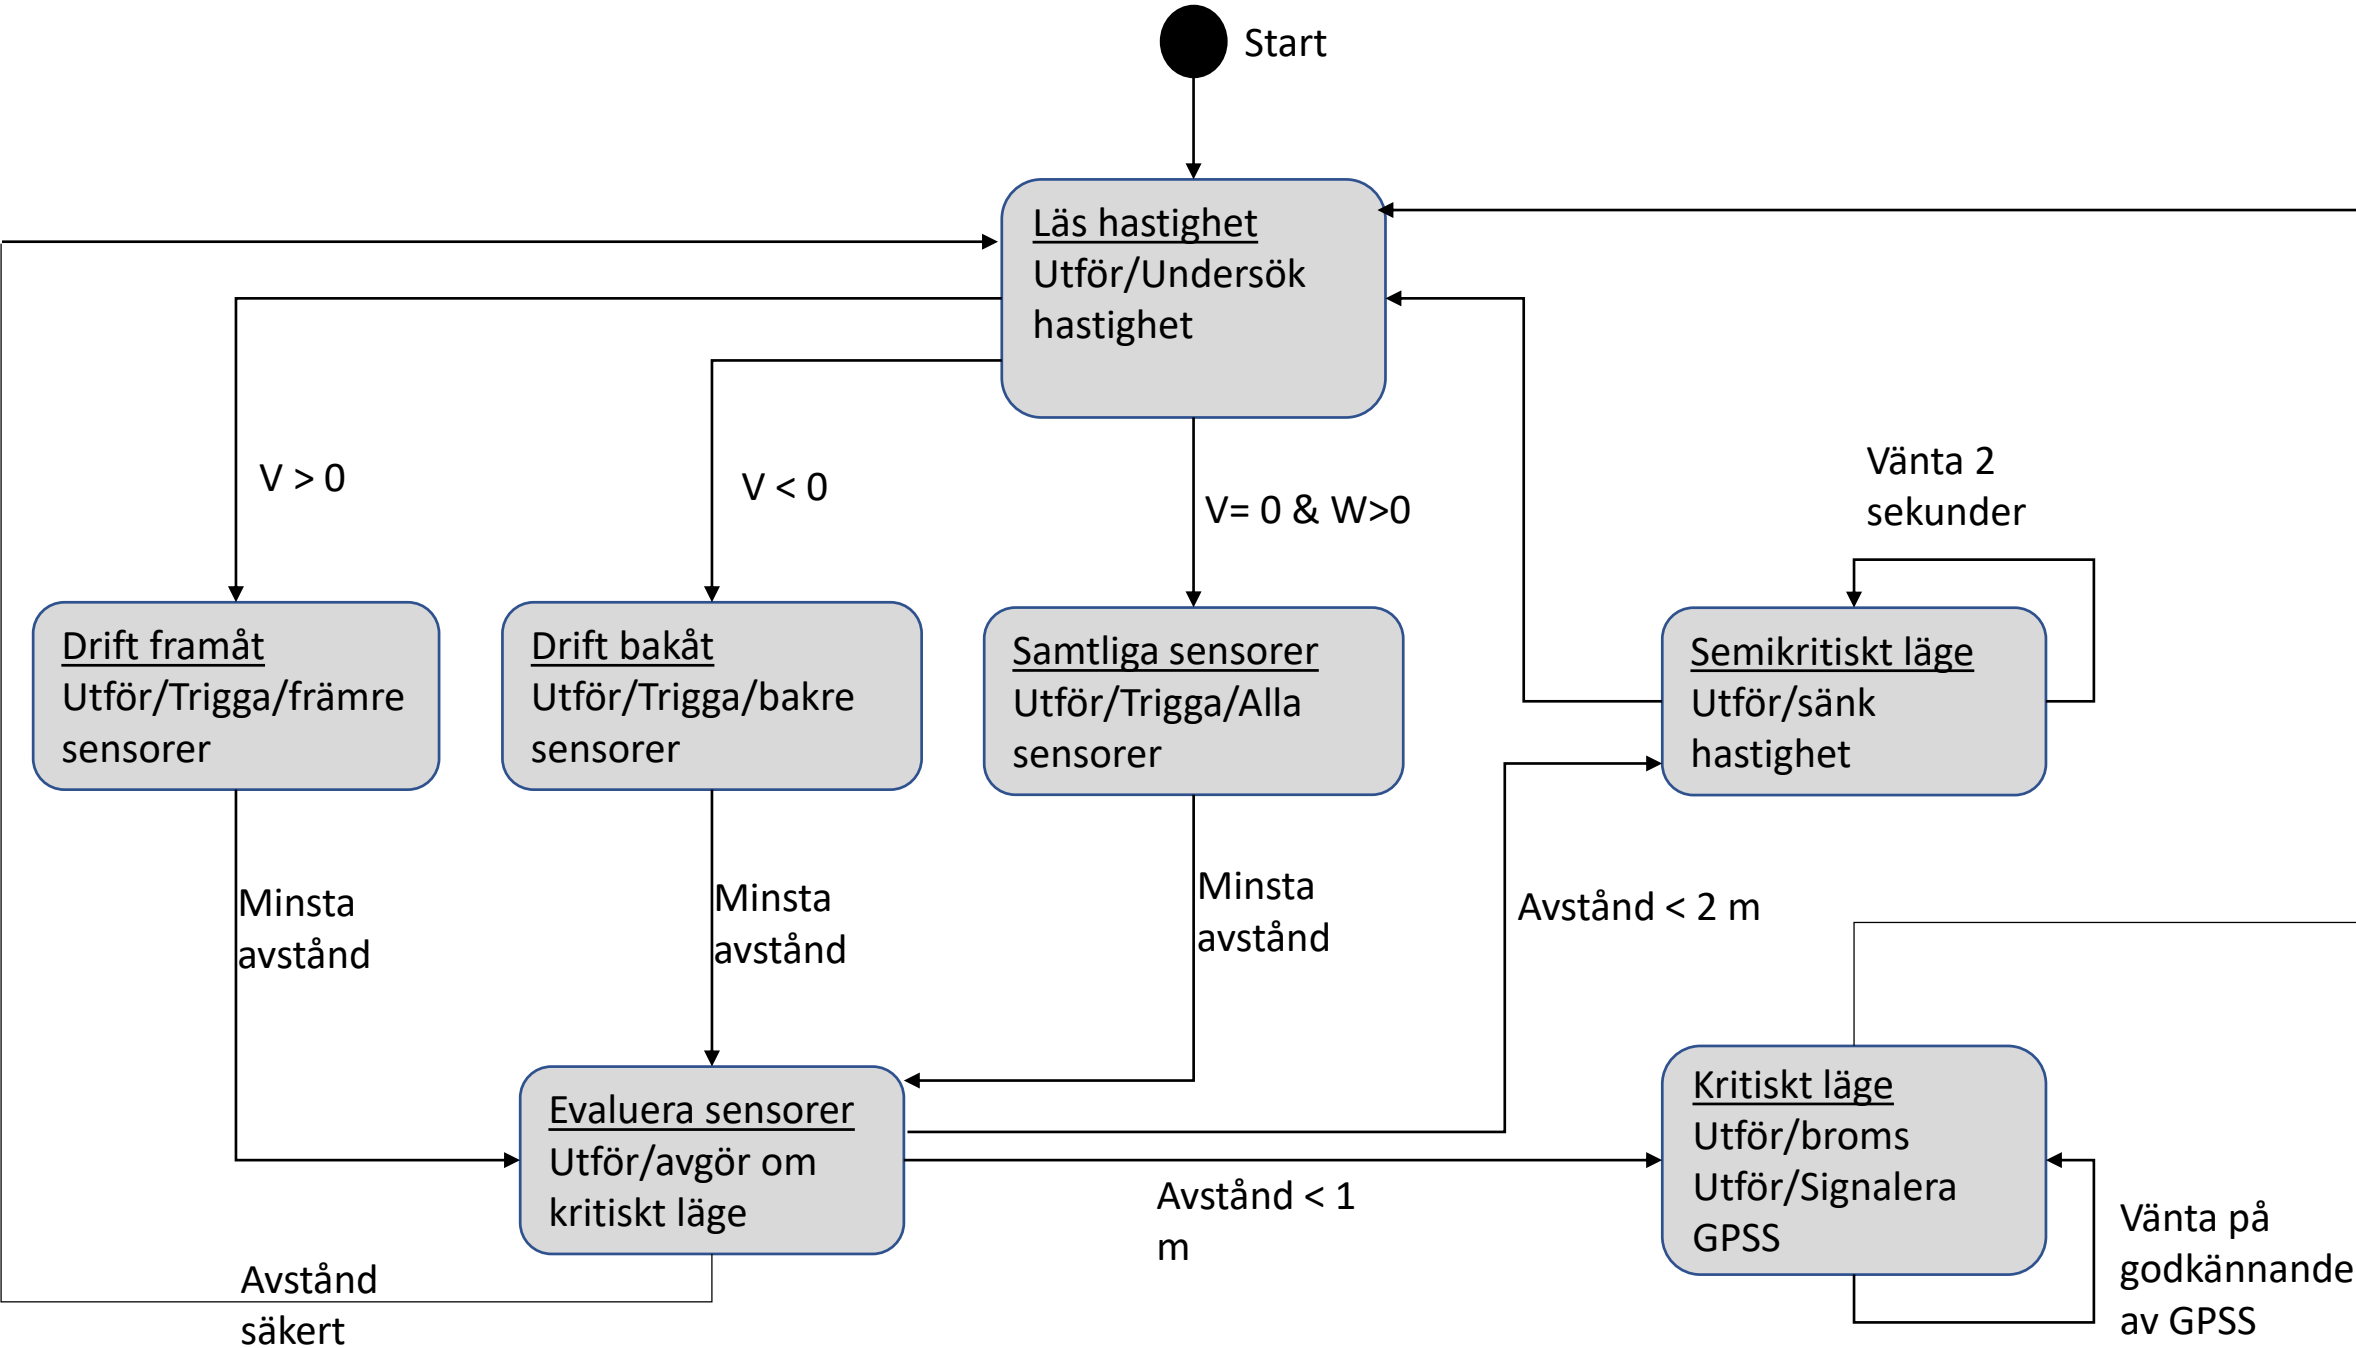 Start
Läs hastighet
Utför/Undersök
hastighet
V > 0
V < 0
V= 0 & W>0
Vänta 2
sekunder
Drift framåt
Utför/Trigga/främre
sensorer
Drift bakåt
Utför/Trigga/bakre
sensorer
Samtliga sensorer
Utför/Trigga/Alla
sensorer
Semikritiskt läge
Utför/sänk
hastighet
Minsta
avstånd
Minsta
avstånd
Minsta
avstånd
Avstånd < 2 m
Evaluera sensorer
Utför/avgör om
kritiskt läge
Avstånd < 1
m
Kritiskt läge
Utför/broms
Utför/Signalera
GPSS
Vänta på
godkännande
av GPSS
Avstånd
säkert